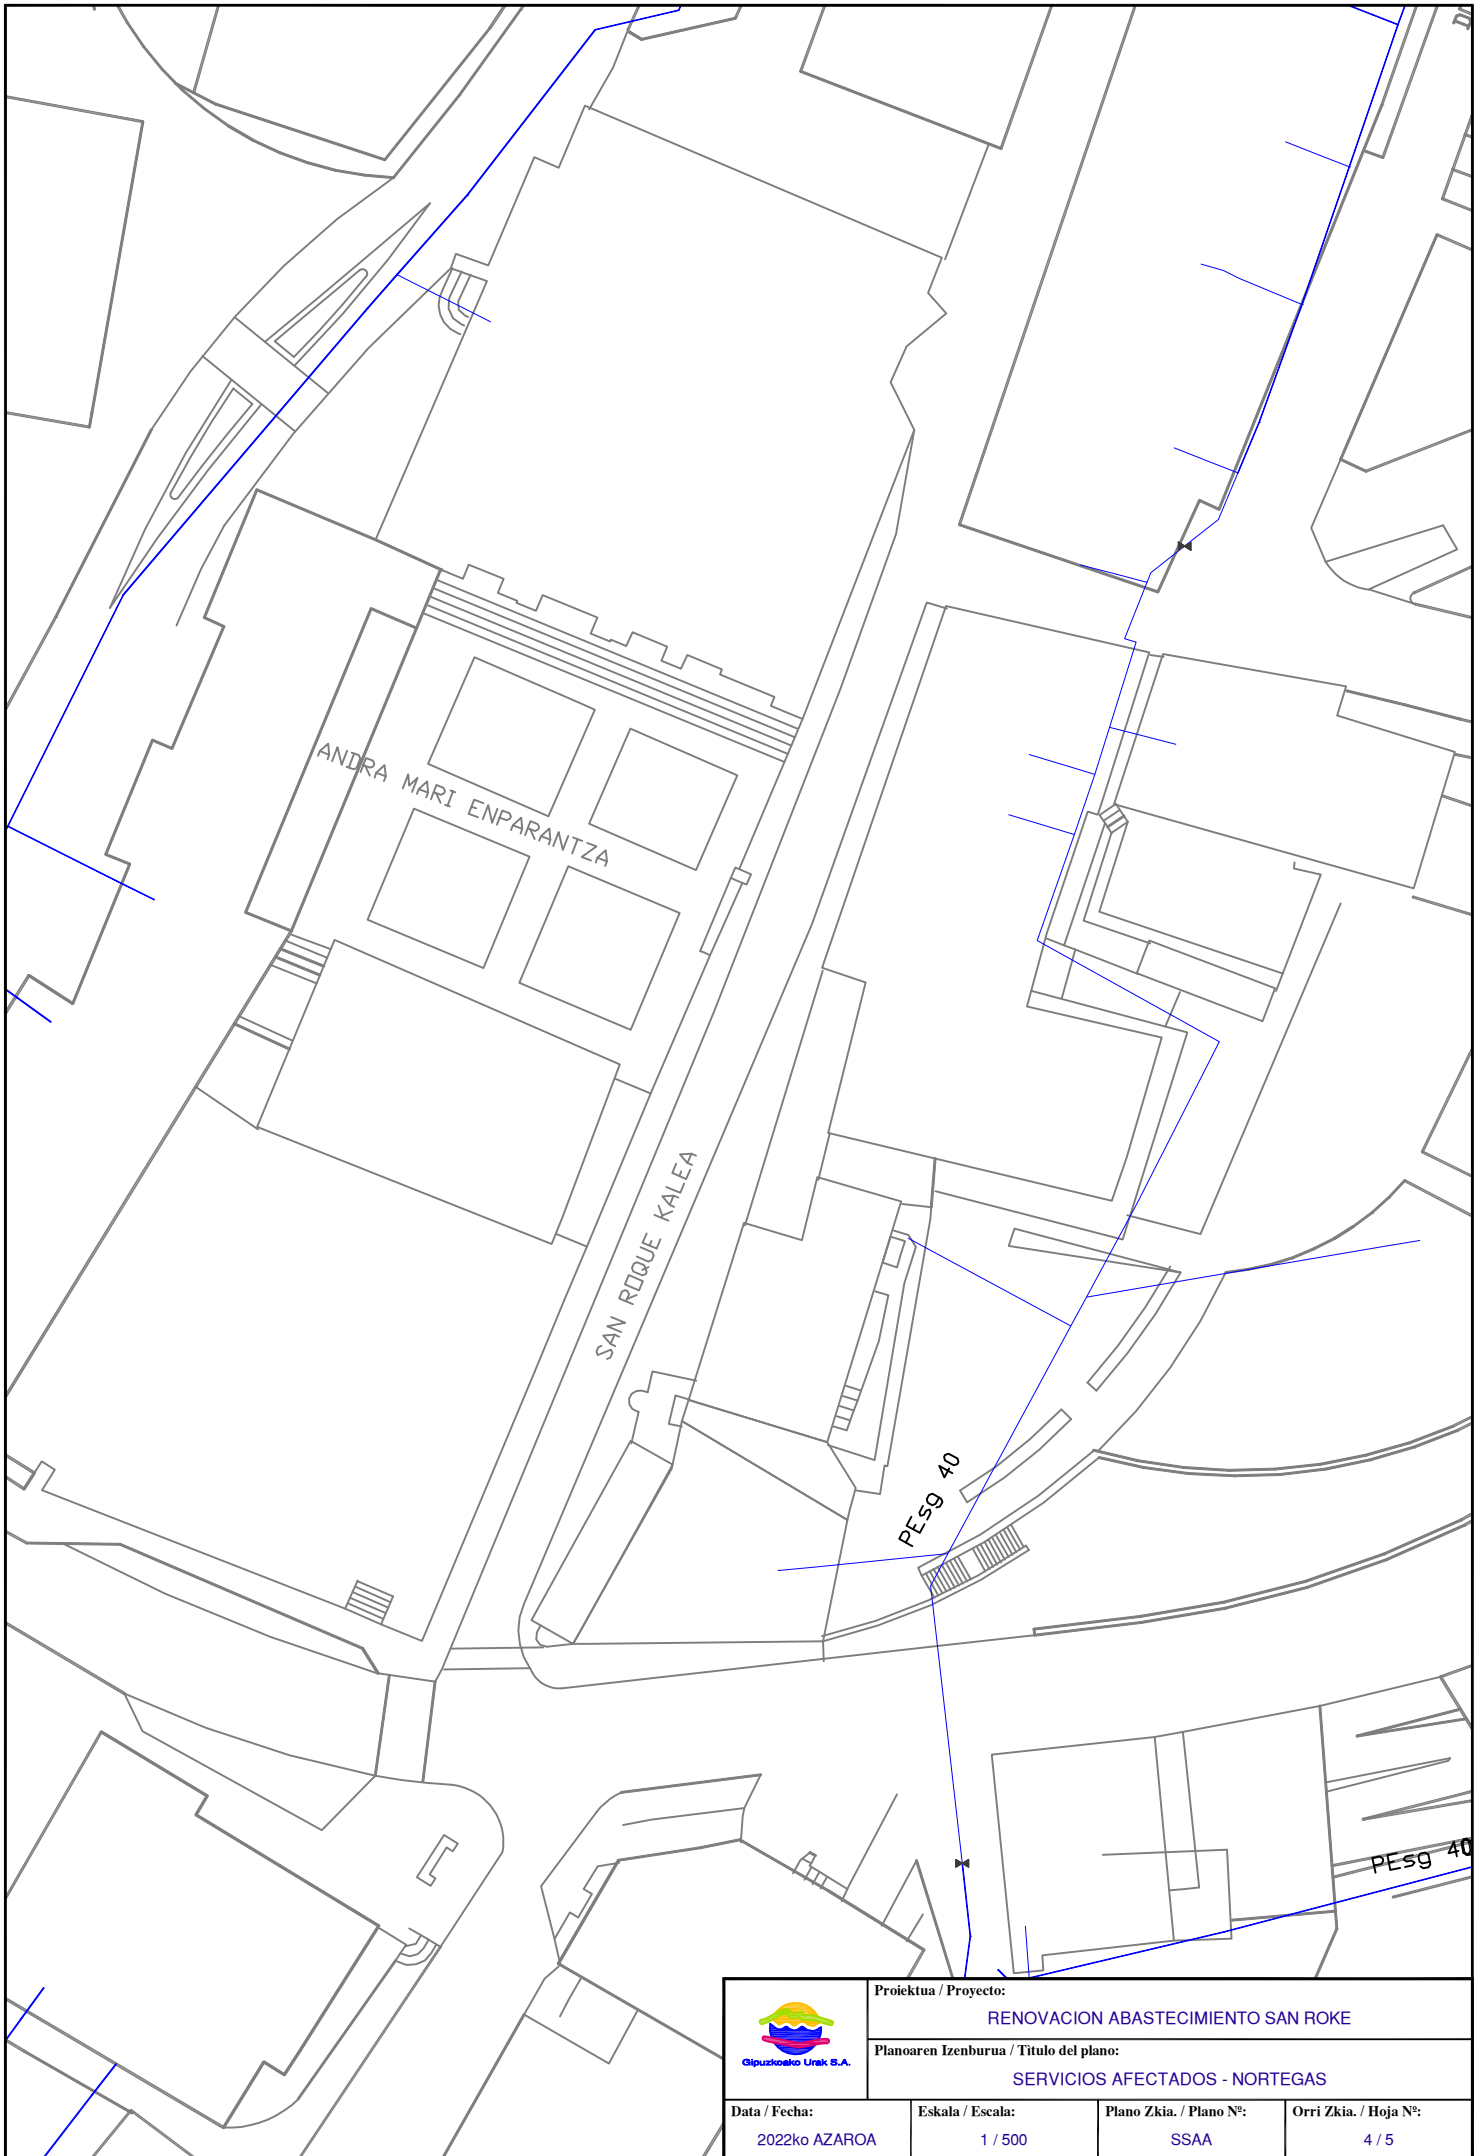 ANDRA MARI ENPARANTZA
SAN ROQUE KALEA
PEsg 40
PEsg 40
Gipuzkoako Urak S.A.
Proiektua / Proyecto:
RENOVACION ABASTECIMIENTO SAN ROKE
Planoaren Izenburua / Titulo del plano:
SERVICIOS AFECTADOS - NORTEGAS
Data / Fecha:
2022ko AZAROA
Eskala / Escala:
1 / 500
Plano Zkia. / Plano Nº:
SSAA
Orri Zkia. / Hoja Nº:
4 / 5